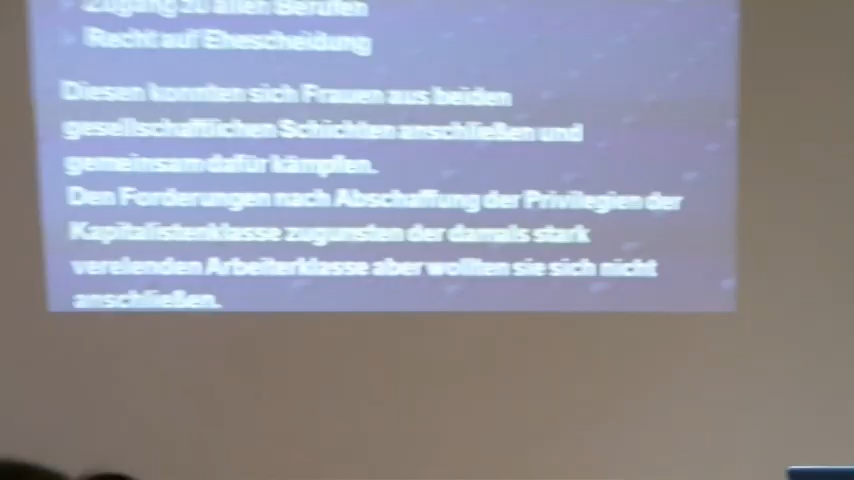 Zugang zu allen Berufen
Recht auf Ehescheidung
Diesen konnten sich Frauen aus beiden
gesellschaftlichen Schichten anschließen und
gemeinsam dafür kämpfen.
Den Forderungen nach Abschaffung der Privilegien der
Kapitalistenklasse zugunsten der damals stark
verelenden Arbeiterklasse aber wollten sie sich nicht
anschließen.